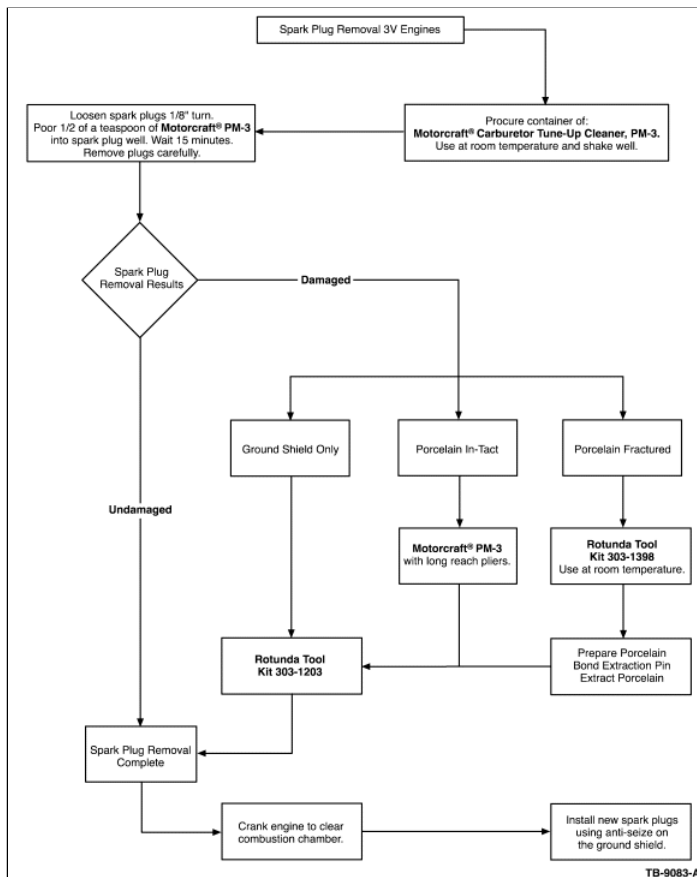 Spark Plug Removal 3V Engines
Loosen spark plugs 1/8" turn.
Poor 1/2 of a teaspoon of Motorcraft® PM-3
into spark plug well. Wait 15 minutes.
Remove plugs carefully.
Procure container of:
Motorcraft® Carburetor Tune-Up Cleaner, PM-3.
Use at room temperature and shake well.
Spark Plug
Removal Results
Damaged
Ground Shield Only
Porcelain In-Tact
Porcelain Fractured
Undamaged
Motorcraft® PM-3
with long reach pliers.
Rotunda Tool
Kit 303-1398
Use at room temperature.
Rotunda Tool
Kit 303-1203
Prepare Porcelain
Bond Extraction Pin
Extract Porcelain
Spark Plug Removal
Complete
Crank engine to clear
combustion chamber.
Install new spark plugs
using anti-seize on
the ground shield.
TB-9083-A